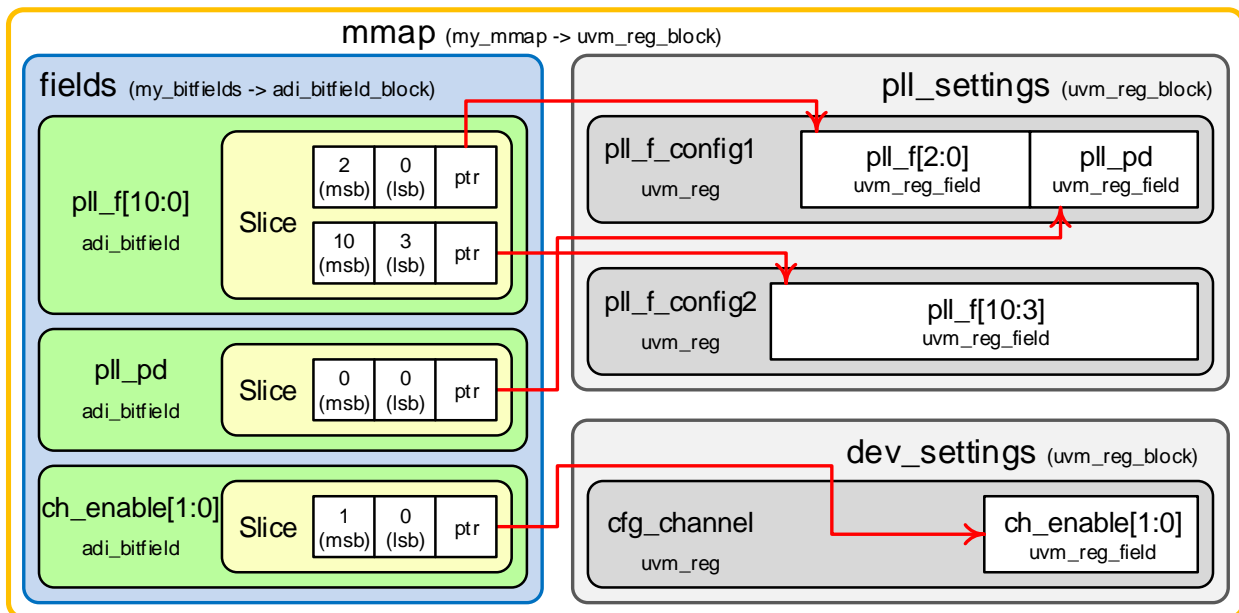 mmap (my_mmap -> uvm_reg_block)
fields (my_bitfields -> adi_bitfield_block)
pll_f[10:0]
adi_bitfield
Slice
2
(msb)
0
(lsb)
ptr
10
(msb)
3
(lsb)
ptr
pll_pd
adi_bitfield
Slice
0
(msb)
0
(lsb)
ptr
ch_enable[1:0]
adi_bitfield
Slice
1
(msb)
0
(lsb)
ptr
pll_settings (uvm_reg_block)
pll_f_config1
uvm_reg
pll_f[2:0]
uvm_reg_field
pll_pd
uvm_reg_field
pll_f_config2
uvm_reg
pll_f[10:3]
uvm_reg_field
dev_settings (uvm_reg_block)
cfg_channel
uvm_reg
ch_enable[1:0]
uvm_reg_field